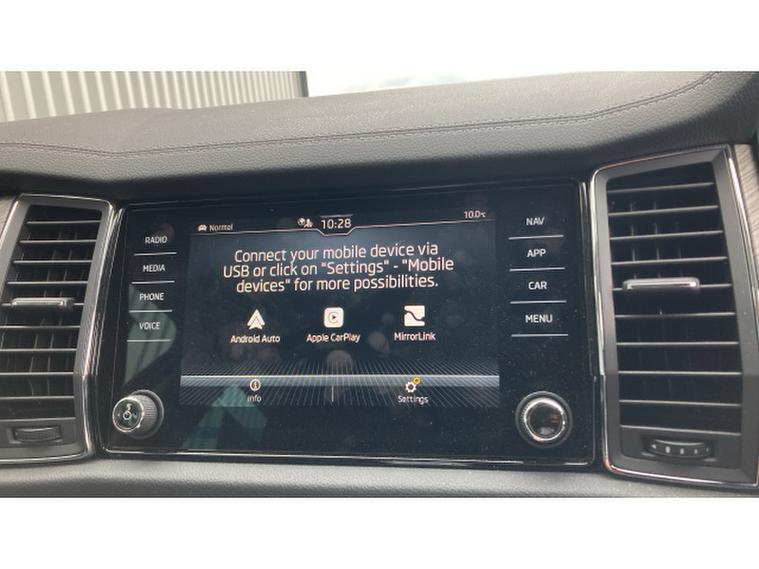 Normal
10:28
10.0°C
RADIO
MEDIA
PHONE
VOICE
NAV
APP
CAR
MENU
Connect your mobile device via
USB or click on "Settings" - "Mobile
devices" for more possibilities.
Android Auto
Apple CarPlay
MirrorLink
Info
Settings